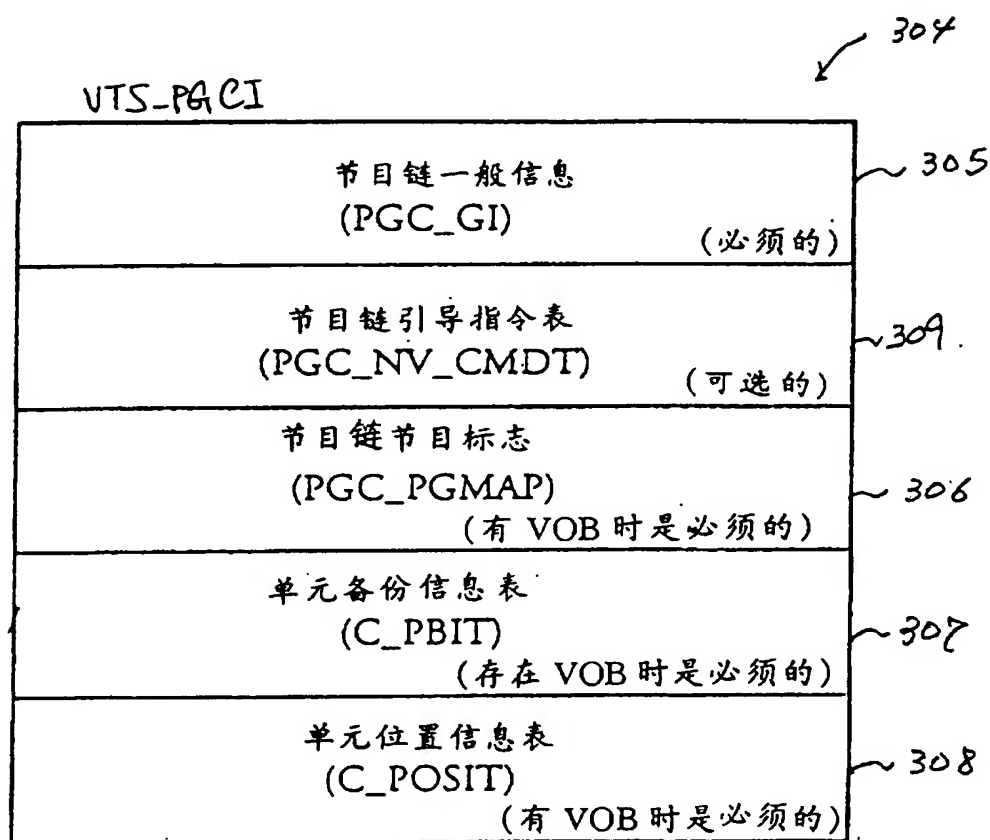 304
VTS_PGCI
节目链一般信息
(PGC_GI)
(必须的)
305
节目链引导指令表
(PGC_NV_CMDT)
(可选的)
309.
节目链节目标志
(PGC_PGMAP)
(有 VOB 时是必须的)
306
单元备份信息表
(C_PBIT)
(存在 VOB 时是必须的)
307
单元位置信息表
(C_POSIT)
(有 VOB 时是必须的)
308